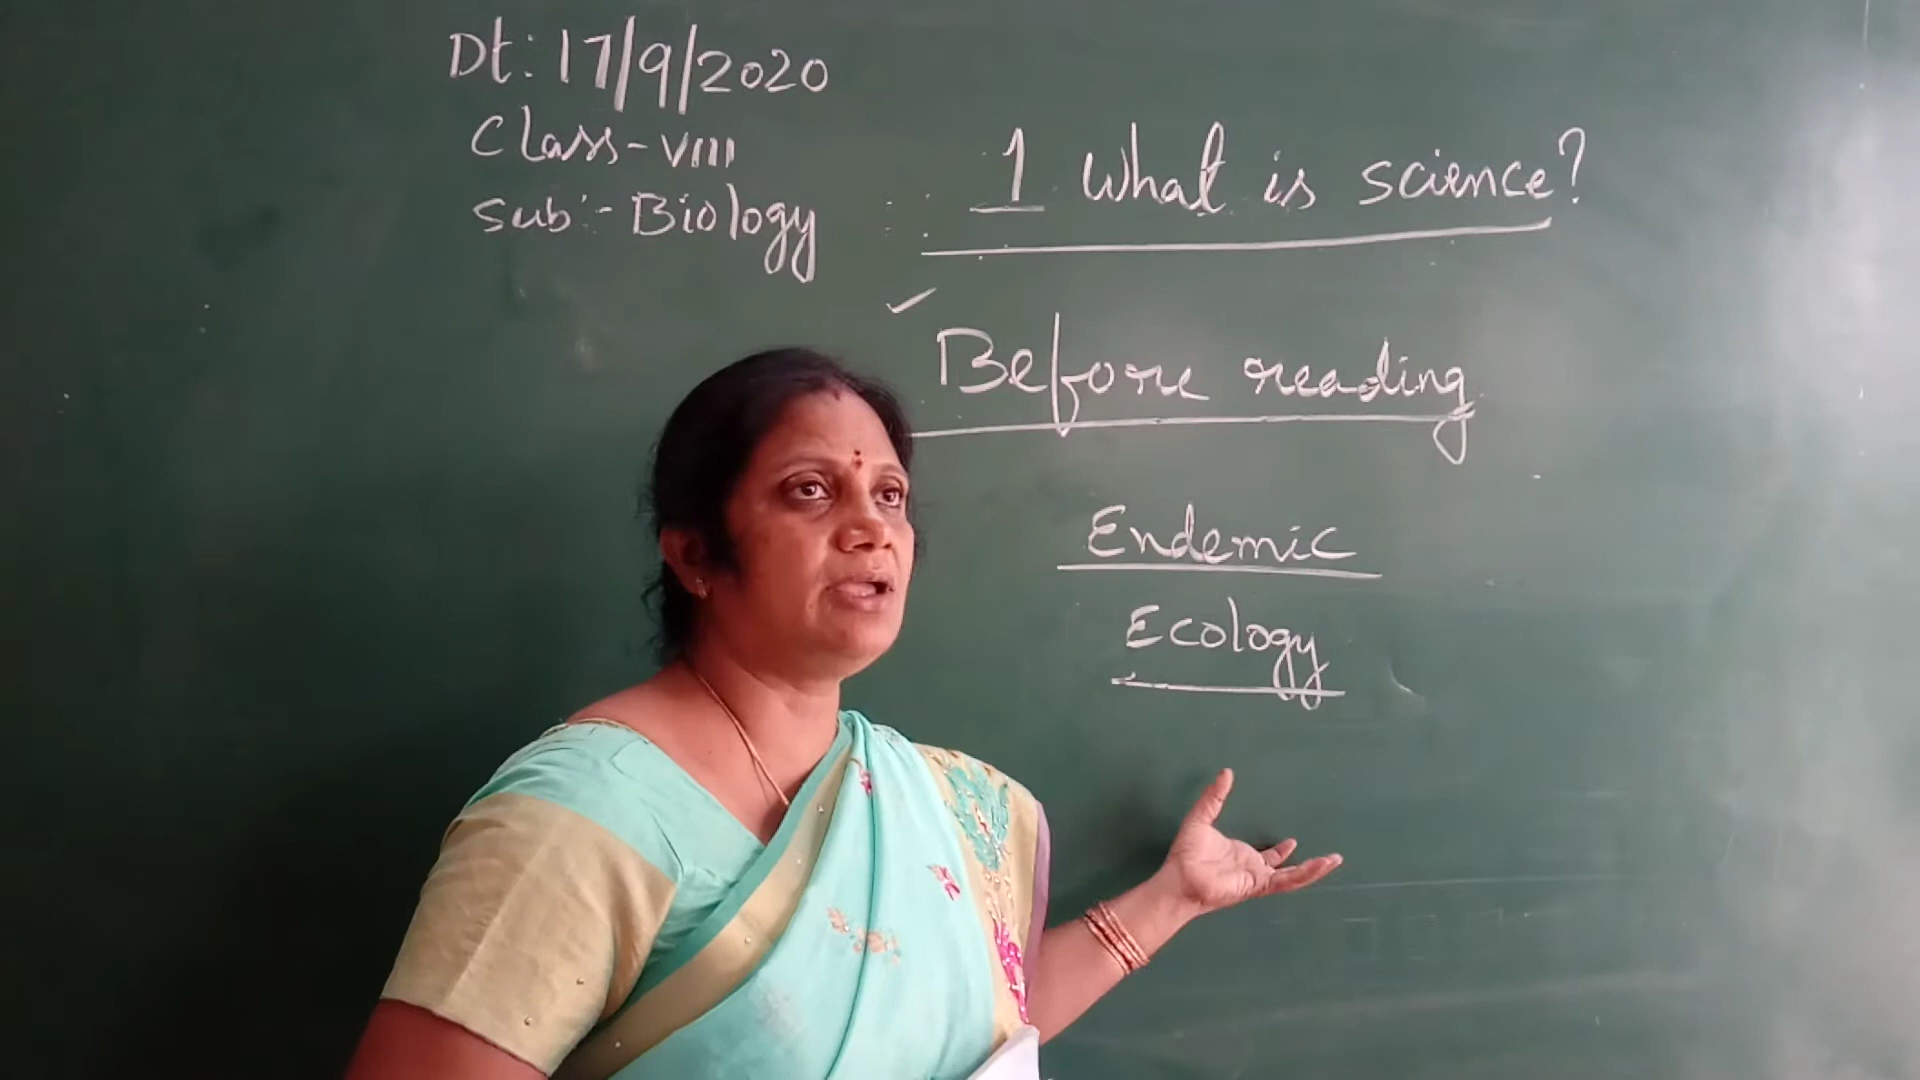 Dt: 17/9/2020
Class-VIII
Sub:- Biology
1 What is science?
Before reading
Endemic
Ecology